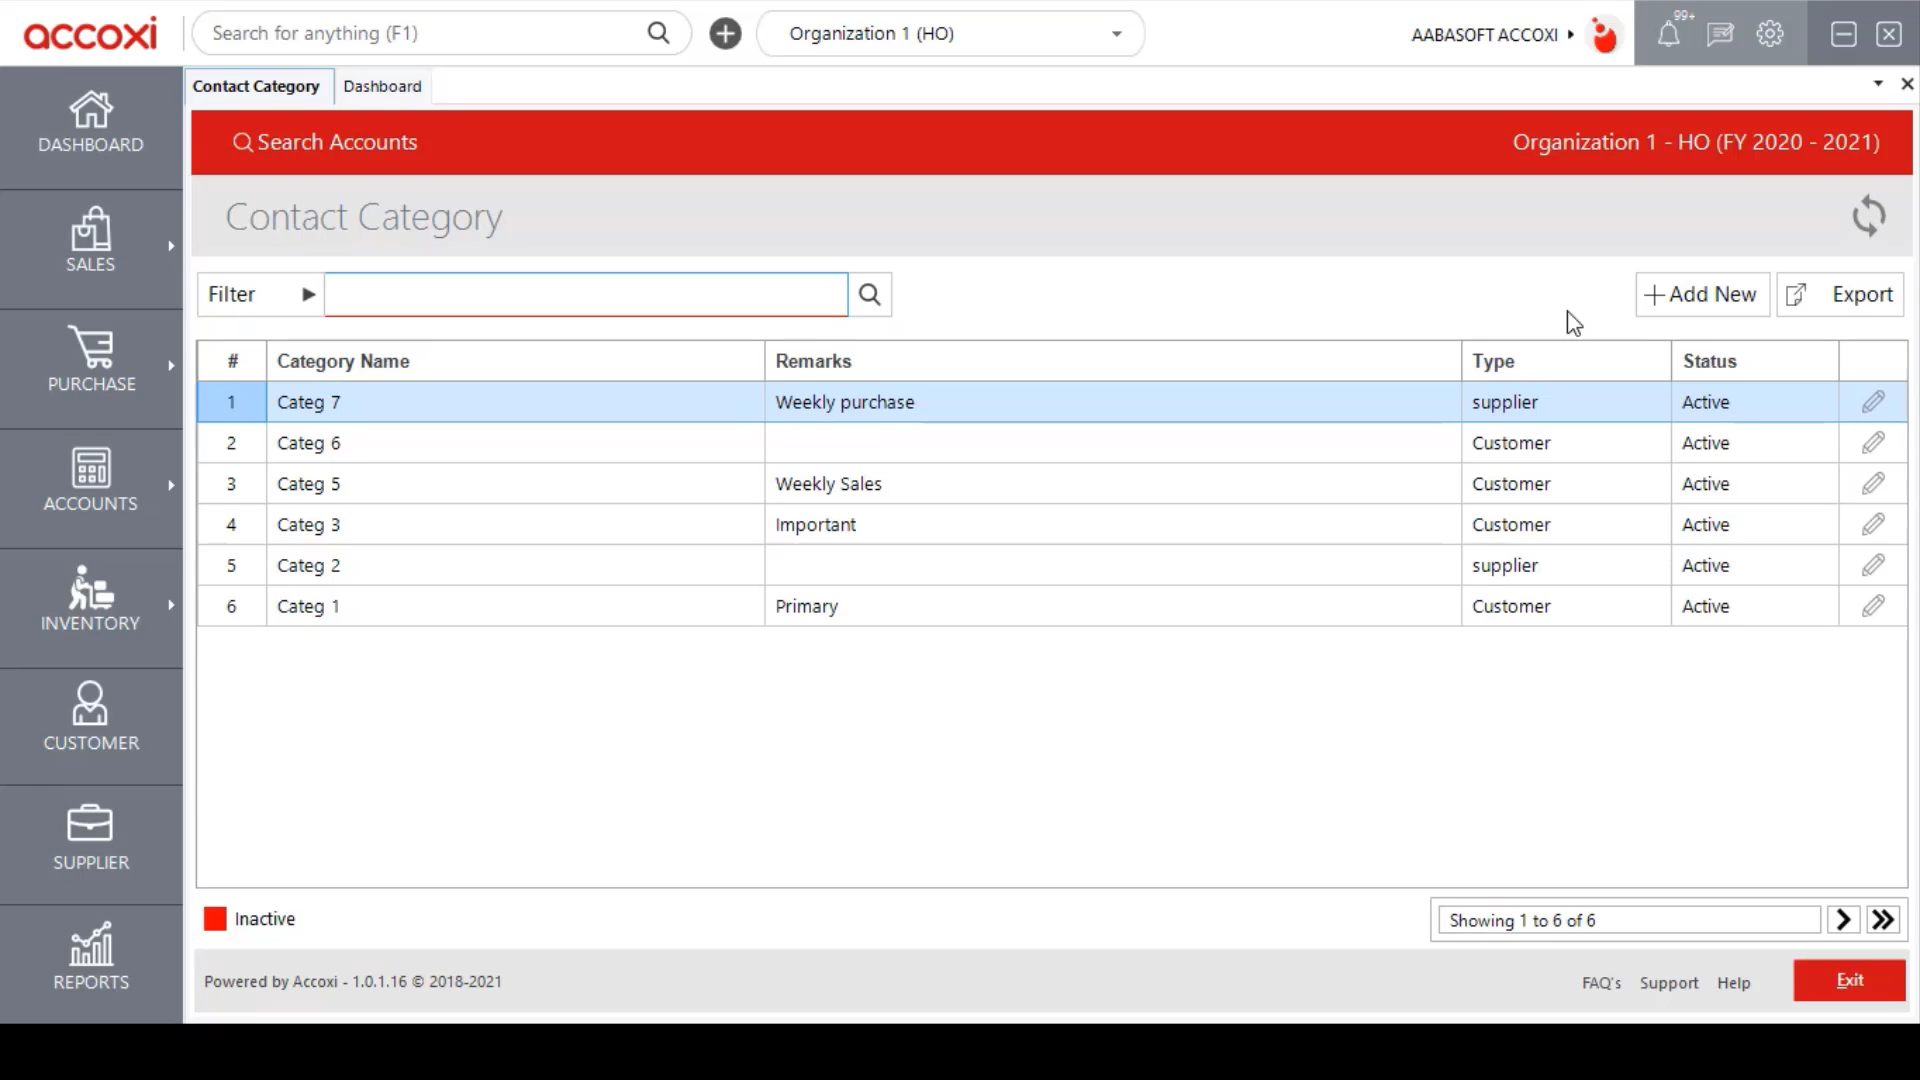 accoxi
Search for anything (F1)
Organization 1 (HO)
AABASOFT ACCOXI
99+
Contact Category
Dashboard
DASHBOARD
SALES
PURCHASE
ACCOUNTS
INVENTORY
CUSTOMER
SUPPLIER
REPORTS
Search Accounts
Organization 1 - HO (FY 2020 - 2021)
Contact Category
Filter
Add New
Export
# Category Name Remarks Type Status
1 Categ 7 Weekly purchase supplier Active
2 Categ 6 Customer Active
3 Categ 5 Weekly Sales Customer Active
4 Categ 3 Important Customer Active
5 Categ 2 supplier Active
6 Categ 1 Primary Customer Active
Inactive
Showing 1 to 6 of 6
Powered by Accoxi - 1.0.1.16 © 2018-2021
FAQ's Support Help
Exit